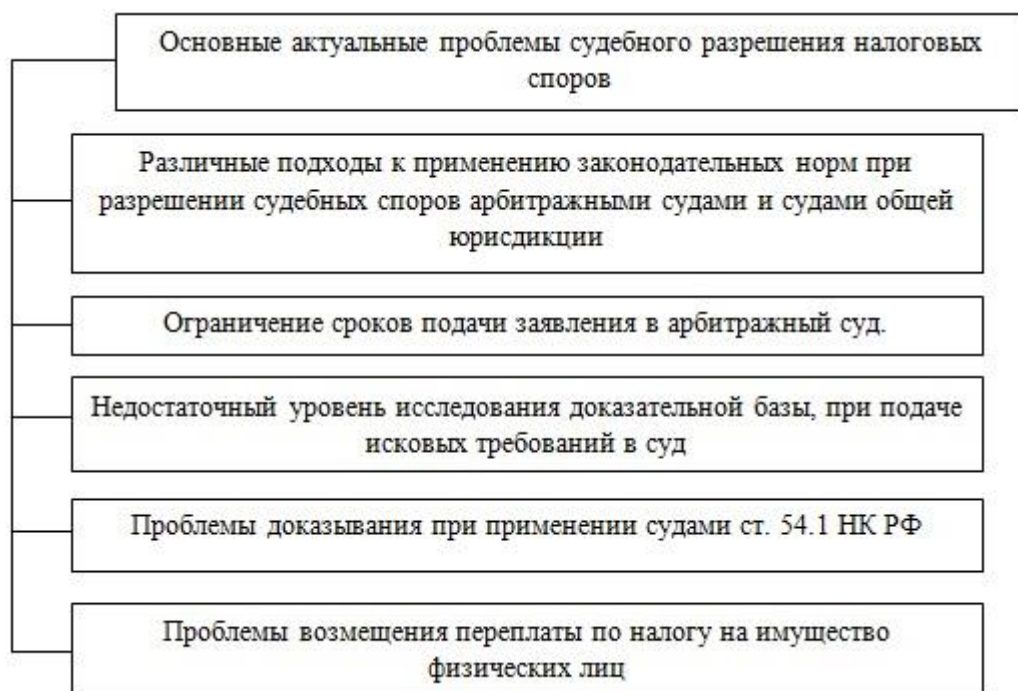 Основные актуальные проблемы судебного разрешения налоговых
споров
Различные подходы к применению законодательных норм при
разрешении судебных споров арбитражными судами и судами общей
юрисдикции
Ограничение сроков подачи заявления в арбитражный суд.
Недостаточный уровень исследования доказательной базы, при подаче
исковых требований в суд
Проблемы доказывания при применении судами ст. 54.1 НК РФ
Проблемы возмещения переплаты по налогу на имущество
физических лиц